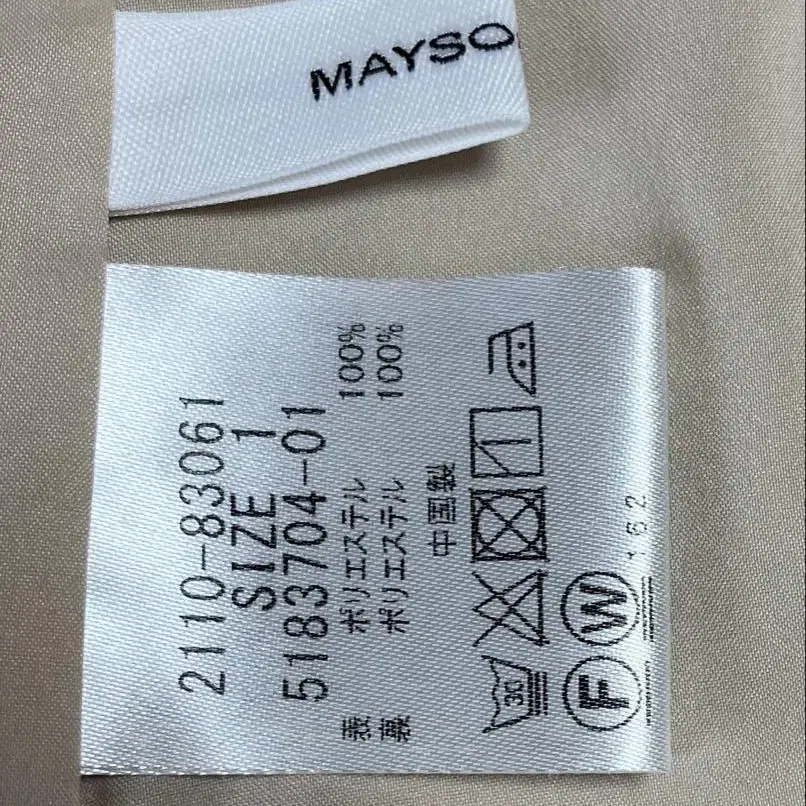 MAYSO
2110-83061
SIZE 1
5183704-01
表 ポリエステル 100%
裏 ポリエステル 100%
中国製
30
F W 162